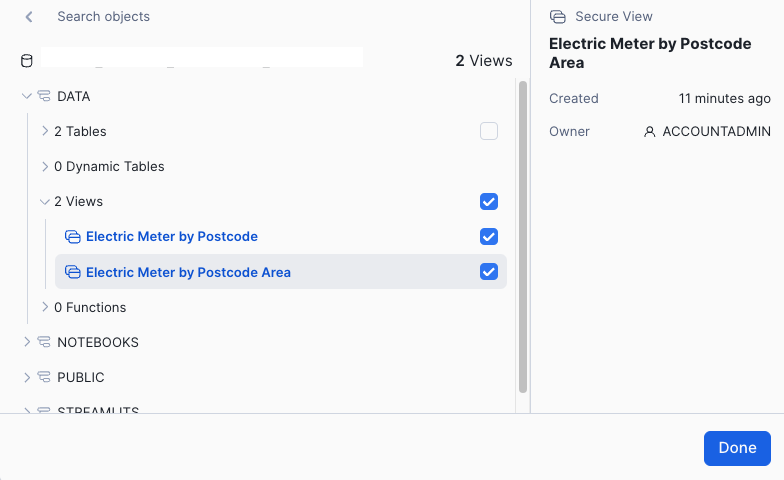 Search objects
2 Views
DATA
2 Tables
0 Dynamic Tables
2 Views
Electric Meter by Postcode
Electric Meter by Postcode Area
0 Functions
NOTEBOOKS
PUBLIC
STREAMLITS
Secure View
Electric Meter by Postcode
Area
Created 11 minutes ago
Owner ACCOUNTADMIN
Done